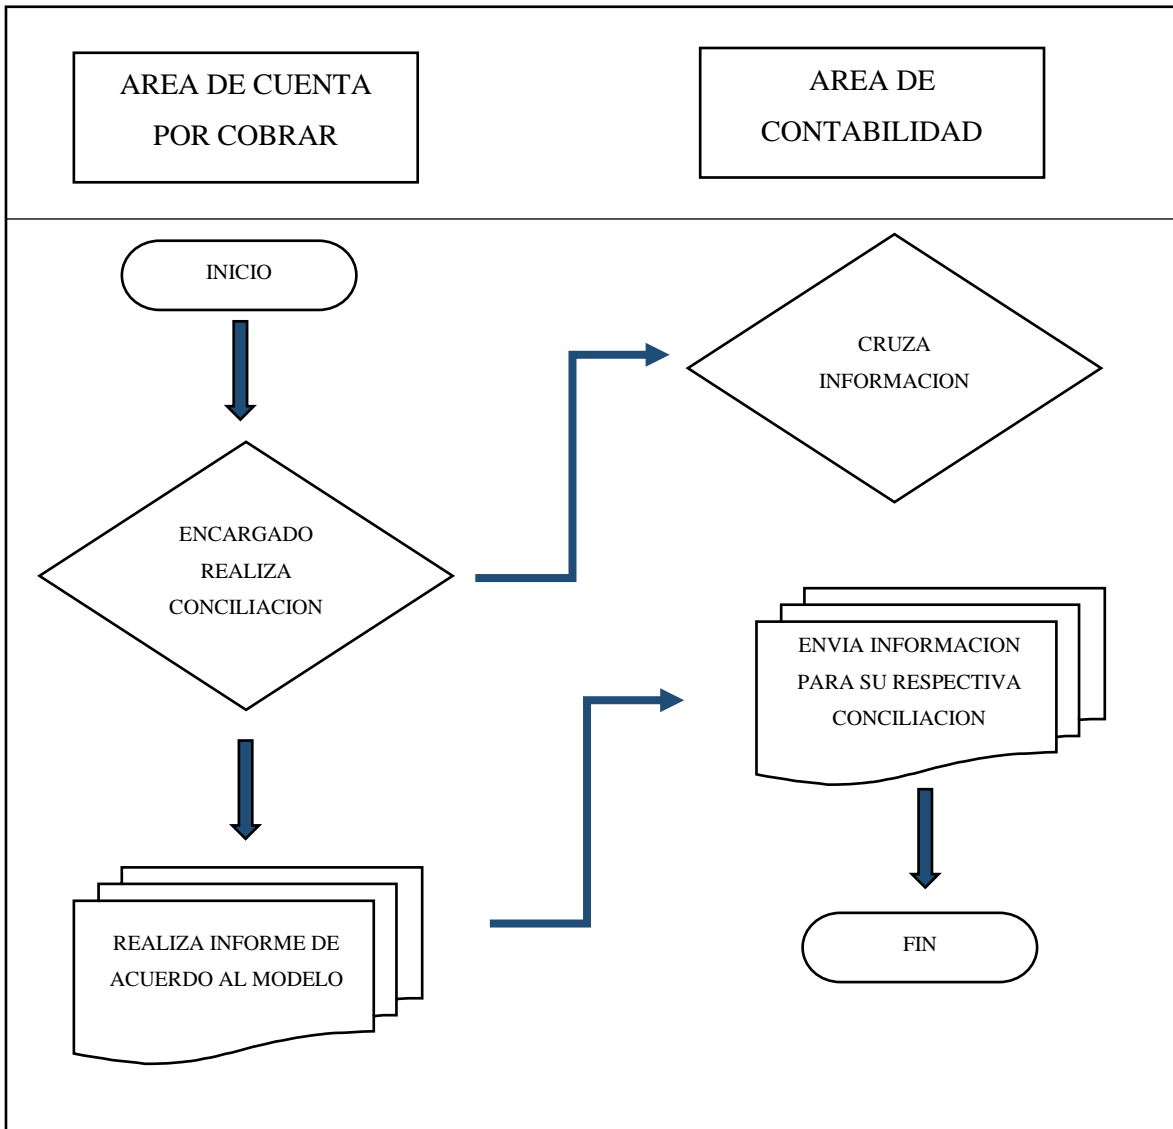 AREA DE CUENTA
POR COBRAR
AREA DE
CONTABILIDAD
INICIO
CRUZA
INFORMACION
ENCARGADO
REALIZA
CONCILIACION
ENVIA INFORMACION
PARA SU RESPECTIVA
CONCILIACION
REALIZA INFORME DE
ACUERDO AL MODELO
FIN